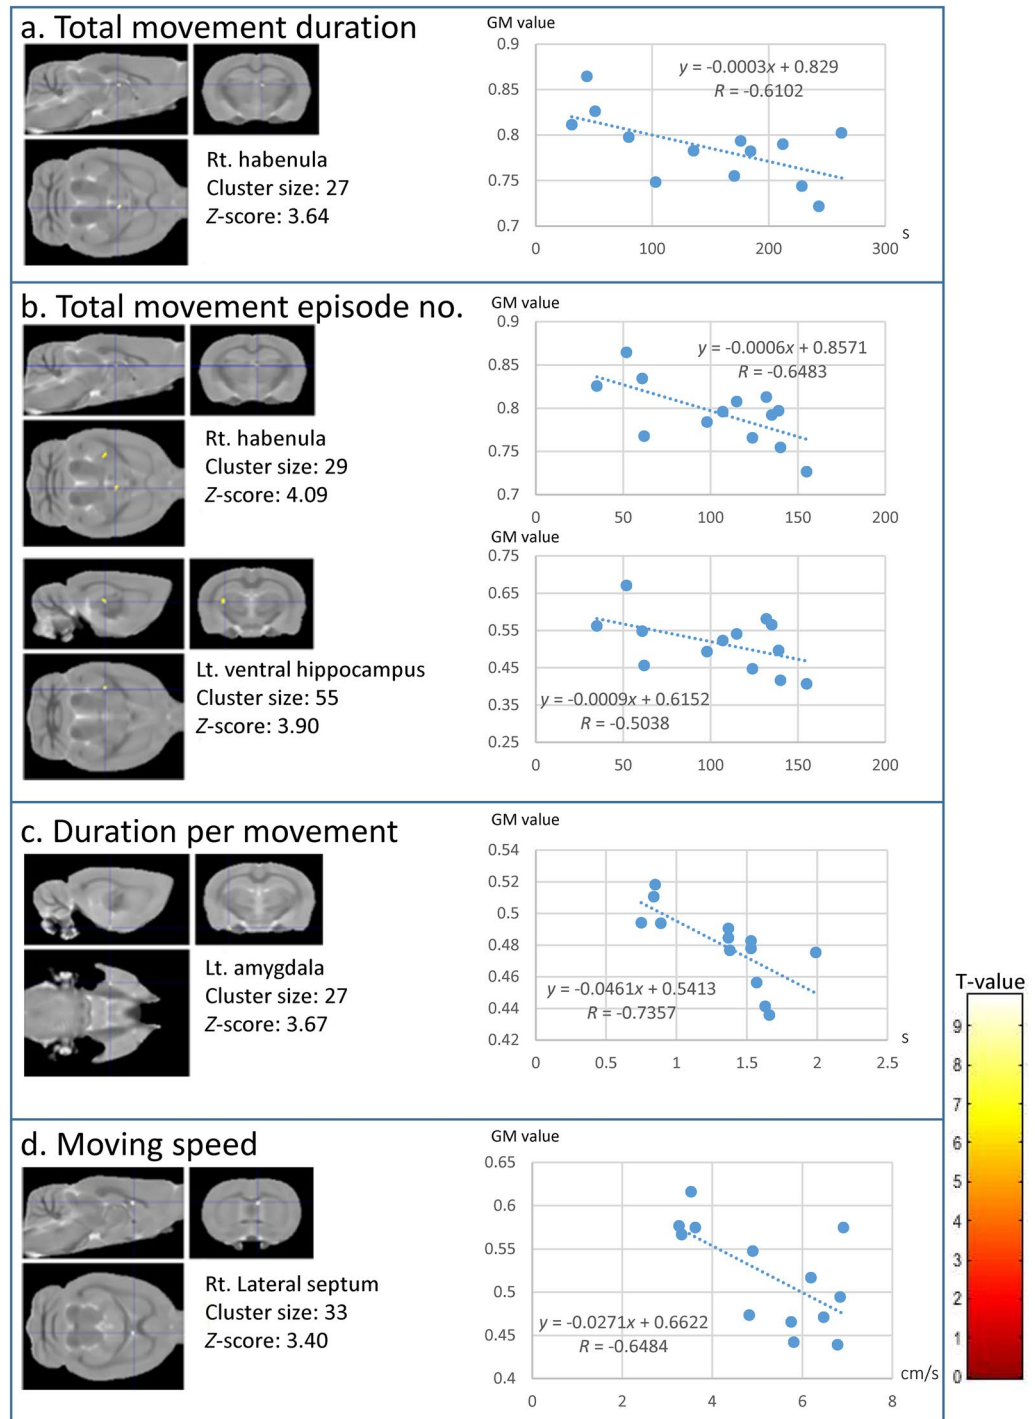 a. Total movement duration
Rt. habenula
Cluster size: 27
Z-score: 3.64
GM value
0.9
0.85
0.8
0.75
0.7
0
100
200
300
s
y = -0.0003x + 0.829
R = -0.6102
b. Total movement episode no.
Rt. habenula
Cluster size: 29
Z-score: 4.09
GM value
0.9
0.85
0.8
0.75
0.7
0
50
100
150
200
y = -0.0006x + 0.8571
R = -0.6483
Lt. ventral hippocampus
Cluster size: 55
Z-score: 3.90
GM value
0.75
0.65
0.55
0.45
0.35
0.25
0
50
100
150
200
y = -0.0009x + 0.6152
R = -0.5038
c. Duration per movement
Lt. amygdala
Cluster size: 27
Z-score: 3.67
GM value
0.54
0.52
0.5
0.48
0.46
0.44
0.42
0
0.5
1
1.5
2
2.5
s
y = -0.0461x + 0.5413
R = -0.7357
d. Moving speed
Rt. Lateral septum
Cluster size: 33
Z-score: 3.40
GM value
0.65
0.6
0.55
0.5
0.45
0.4
0
2
4
6
8
cm/s
y = -0.0271x + 0.6622
R = -0.6484
T-value
9
8
7
6
5
4
3
2
1
0